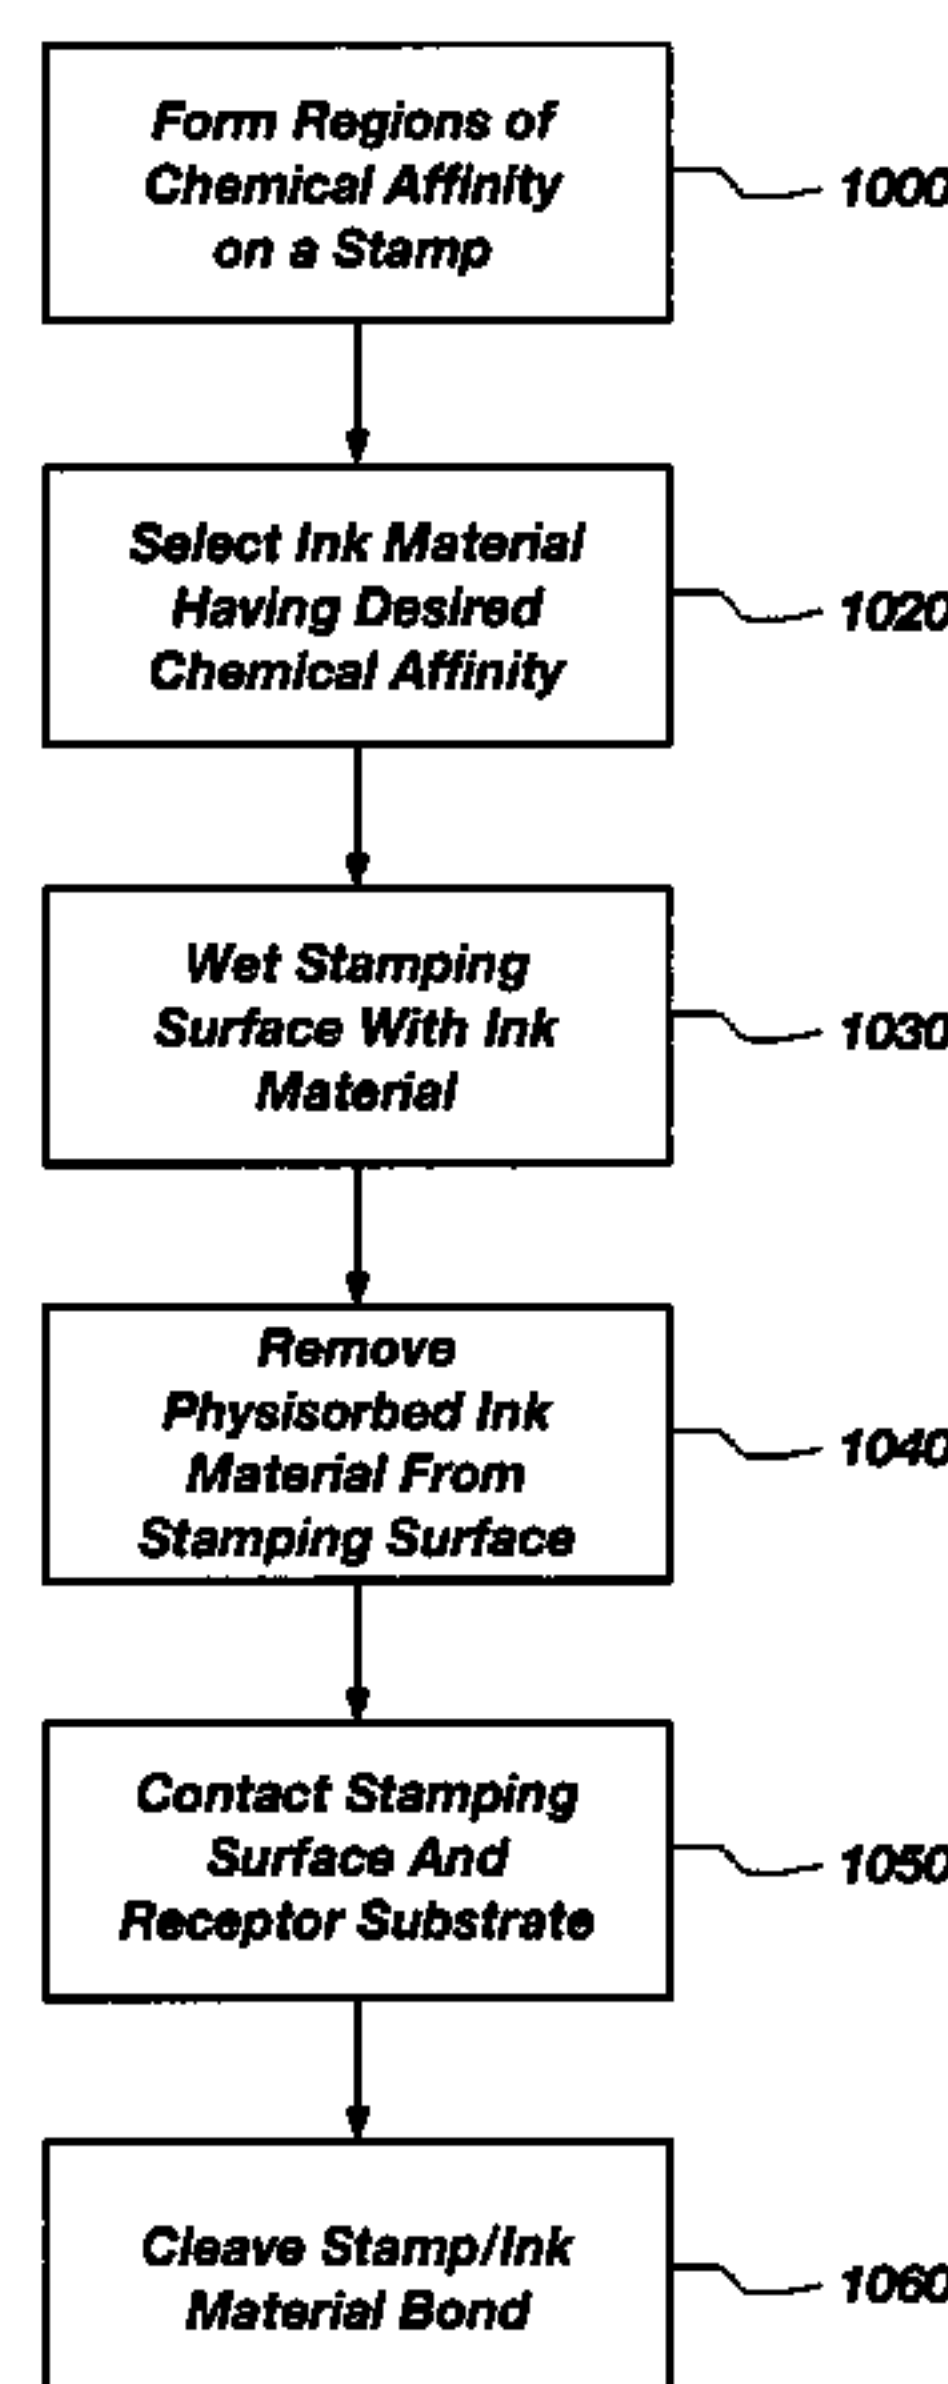 Form Regions of
Chemical Affinity
on a Stamp
1000
Select Ink Material
Having Desired
Chemical Affinity
1020
Wet Stamping
Surface With Ink
Material
1030
Remove
Physisorbed Ink
Material From
Stamping Surface
1040
Contact Stamping
Surface And
Receptor Substrate
1050
Cleave Stamp/Ink
Material Bond
1060